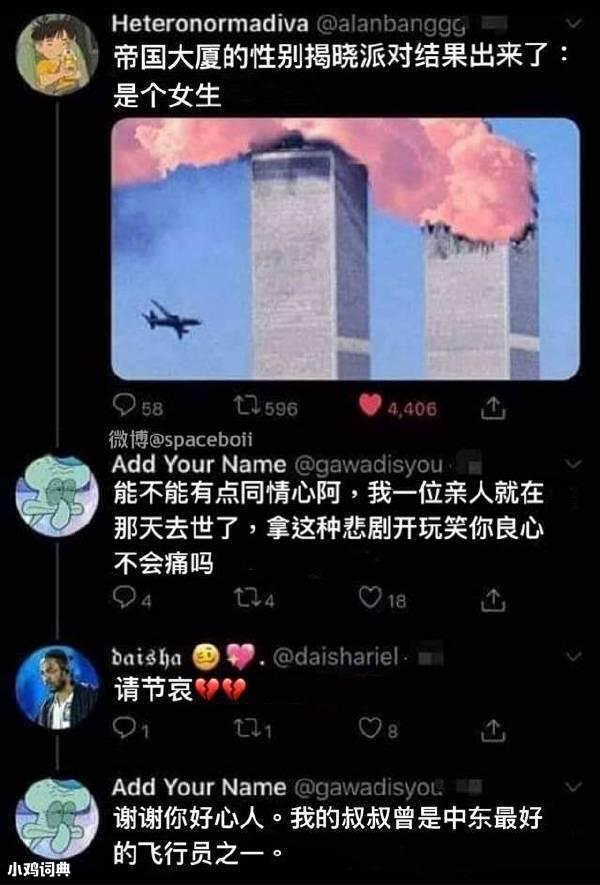 Heteronormadiva @alanbanggg
帝国大厦的性别揭晓派对结果出来了：
是个女生
58 596 4,406
微博@spaceboii
Add Your Name @gawadisyou ·
能不能有点同情心阿，我一位亲人就在
那天去世了，拿这种悲剧开玩笑你良心
不会痛吗
4 4 18
daisha 🥴💖. @daishariel ·
请节哀💔💔
1 1 8
Add Your Name @gawadisyou
谢谢你好心人。我的叔叔曾是中东最好
的飞行员之一。
小鸡词典